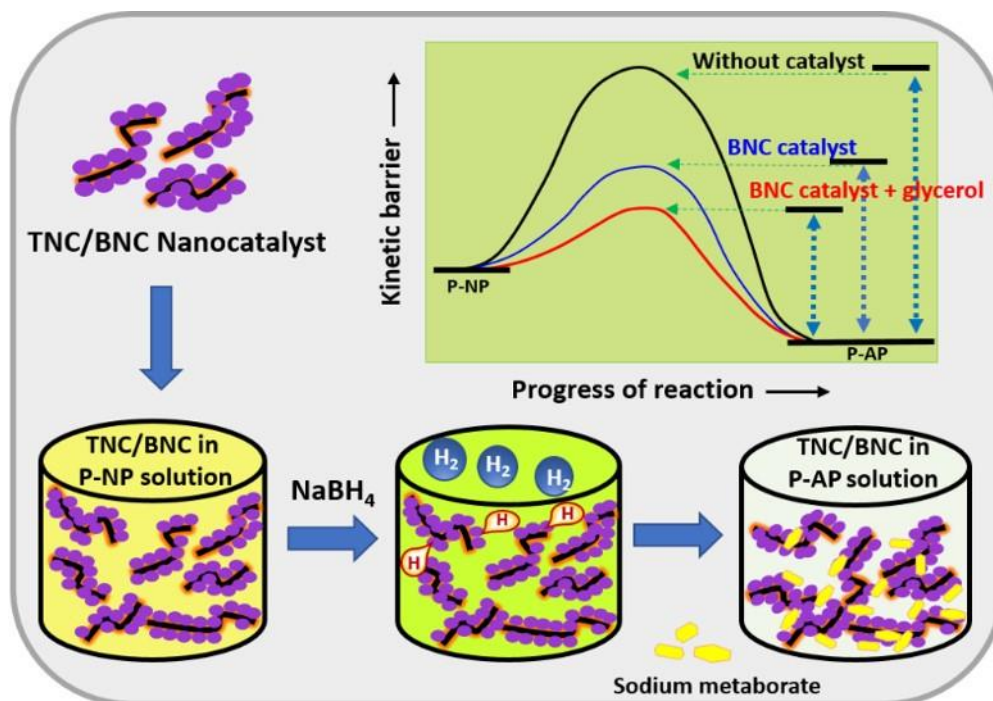 TNC/BNC Nanocatalyst
Kinetic barrier
Without catalyst
BNC catalyst
BNC catalyst + glycerol
P-NP
P-AP
Progress of reaction
TNC/BNC in
P-NP solution
NaBH₄
H₂
H₂
H₂
H
H
H
TNC/BNC in
P-AP solution
Sodium metaborate